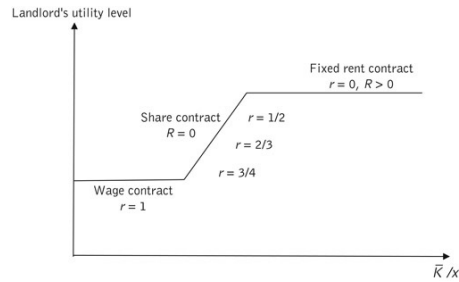 Landlord's utility level
Fixed rent contract
r = 0, R > 0
Share contract
R = 0
r = 1/2
r = 2/3
r = 3/4
Wage contract
r = 1
K̅ /x